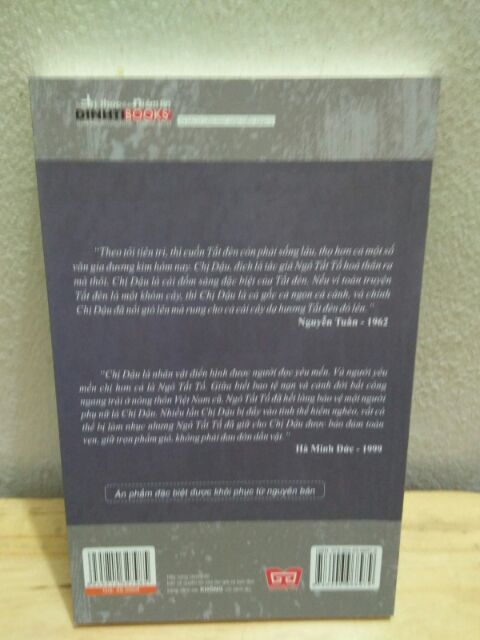 DINHTIBOOKS
"Theo tôi tiên tri, thì cuốn Tắt đèn còn phải sống lâu, thọ hơn cả một số
văn gia đương kim hôm nay. Chị Dậu, đích là tác giả Ngô Tất Tố hoá thân ra
mà thôi. Chị Dậu là cái đốm sáng đặc biệt của Tắt đèn. Nếu ví toàn truyện
Tắt đèn là một khóm cây, thì Chị Dậu là cả gốc cả ngọn cả cành, và chính
Chị Dậu đã nổi gió lên mà rung cho cả cái cây dạ hương Tắt đèn đó lên."
Nguyễn Tuân - 1962
"Chị Dậu là nhân vật điển hình được người đọc yêu mến. Và người yêu
mến chị hơn cả là Ngô Tất Tố. Giữa biết bao tệ nạn và cảnh đời bất công
ngang trái ở nông thôn Việt Nam cũ, Ngô Tất Tố đã hết lòng bảo vệ một người
phụ nữ là Chị Dậu. Nhiều lần Chị Dậu bị đẩy vào tình thế hiểm nghèo, rất có
thể bị làm nhục nhưng Ngô Tất Tố đã giữ cho Chị Dậu được bảo đảm toàn
vẹn, giữ trọn phẩm giá, không phải đau đớn dằn vặt."
Hà Minh Đức - 1999
Ấn phẩm đặc biệt được khôi phục từ nguyên bản
KHÔNG